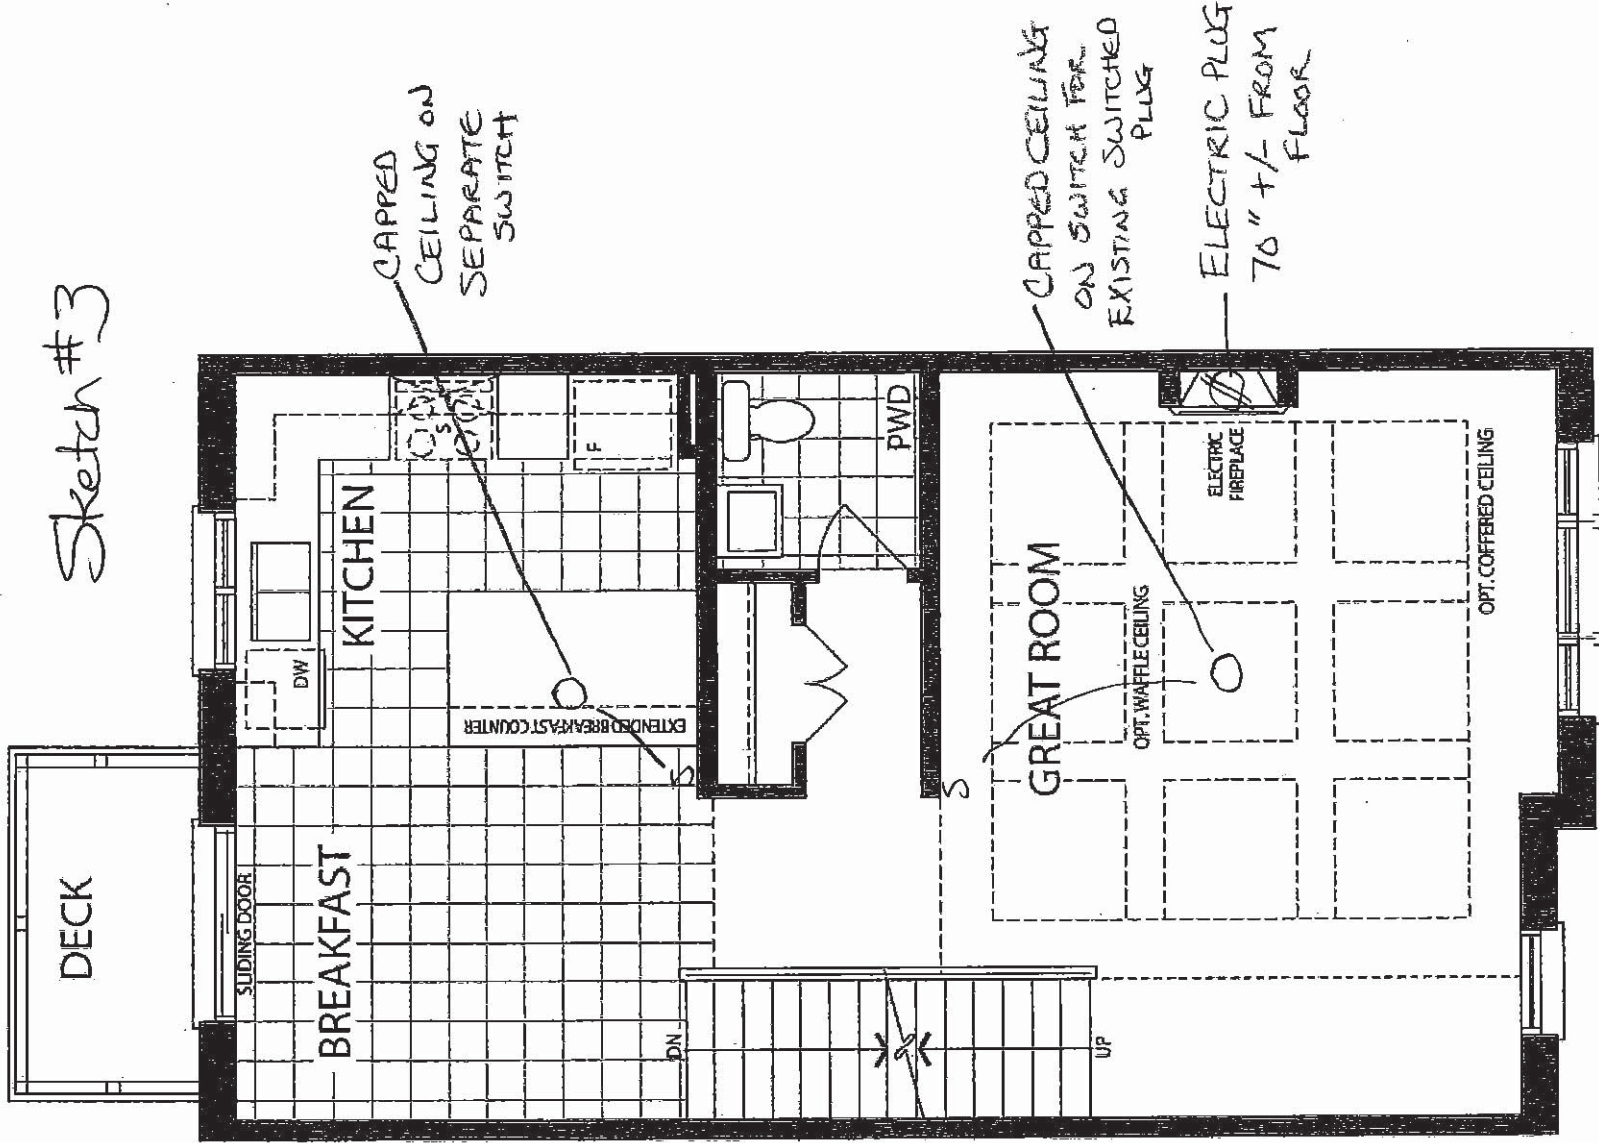 Sketch #3
CAPPED
CEILING ON
SEPARATE
SWITCH
CAPPED CEILING
ON SWITCH FOR
EXISTING SWITCHED
PLUG
ELECTRIC PLUG
70" +/- FROM
FLOOR
DECK
SLIDING DOOR
BREAKFAST
KITCHEN
DW
S
F
EXTENDED BREAKFAST COUNTER
S
PWD
DN
UP
S
GREAT ROOM
OPT. WAFFLE CEILING
ELECTRIC
FIREPLACE
OPT. COFFERED CEILING